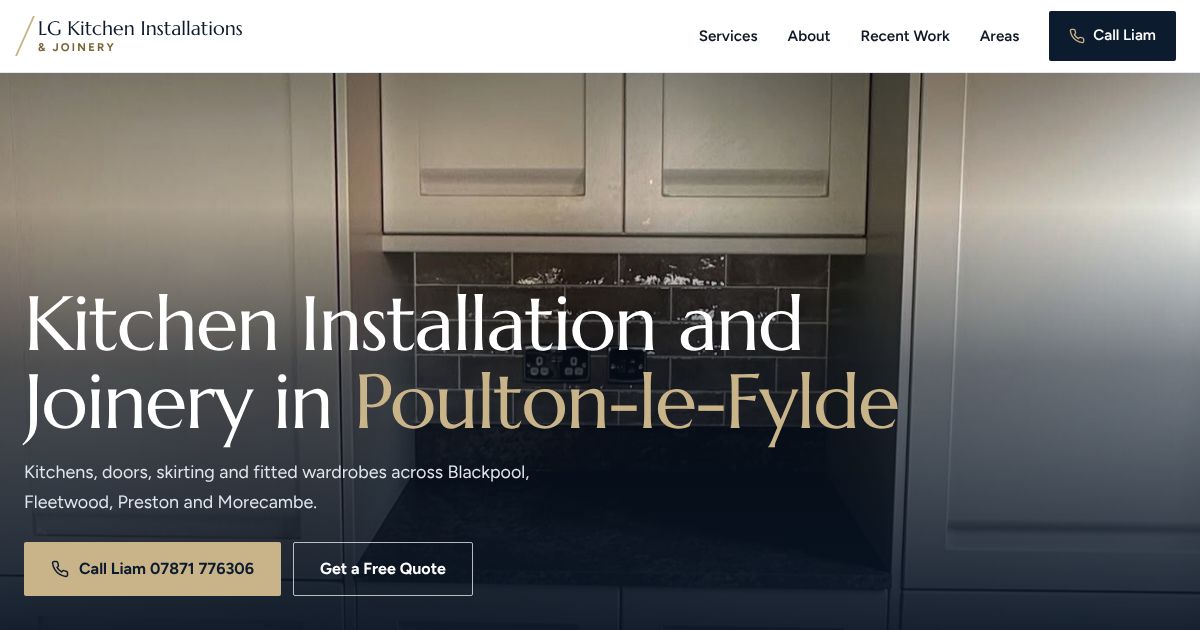 LG Kitchen Installations
& JOINERY
Services
About
Recent Work
Areas
Call Liam
Kitchen Installation and
Joinery in Poulton-le-Fylde
Kitchens, doors, skirting and fitted wardrobes across Blackpool,
Fleetwood, Preston and Morecambe.
Call Liam 07871 776306
Get a Free Quote